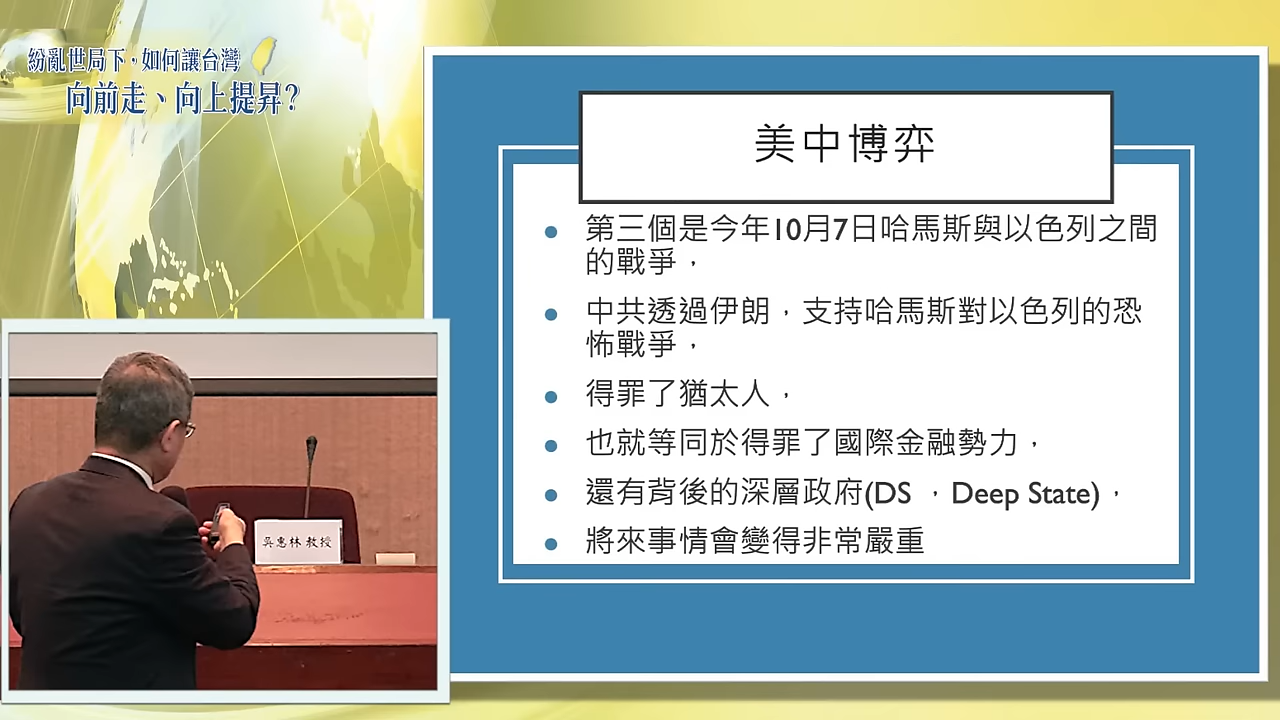 紛亂世局下，如何讓台灣
向前走、向上提昇？
美中博弈
第三個是今年10月7日哈馬斯與以色列之間
的戰爭，
中共透過伊朗，支持哈馬斯對以色列的恐
怖戰爭，
得罪了猶太人，
也就等同於得罪了國際金融勢力，
還有背後的深層政府(DS ，Deep State)，
將來事情會變得非常嚴重
吳惠林 教授